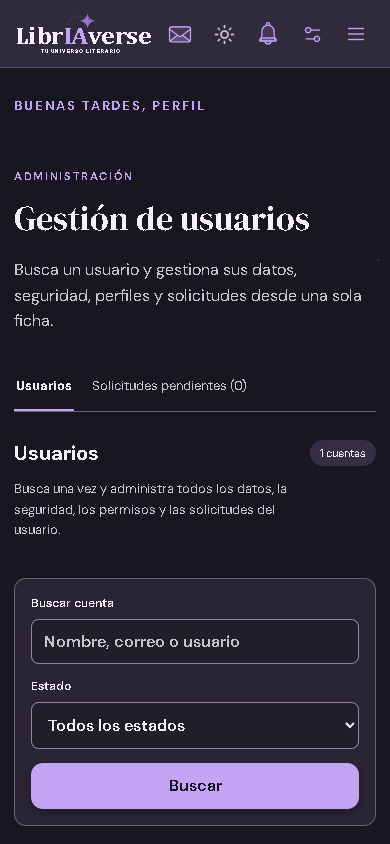 LibrIAverse
TU UNIVERSO LITERARIO
BUENAS TARDES, PERFIL
ADMINISTRACIÓN
Gestión de usuarios
Busca un usuario y gestiona sus datos,
seguridad, perfiles y solicitudes desde una sola
ficha.
Usuarios
Solicitudes pendientes (0)
Usuarios
1 cuentas
Busca una vez y administra todos los datos, la
seguridad, los permisos y las solicitudes del
usuario.
Buscar cuenta
Nombre, correo o usuario
Estado
Todos los estados
Buscar